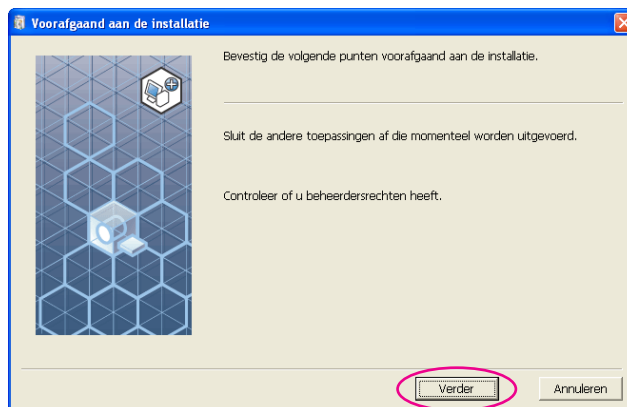 Voorafgaand aan de installatie
Bevestig de volgende punten voorafgaand aan de installatie.
Sluit de andere toepassingen af die momenteel worden uitgevoerd.
Controleer of u beheerdersrechten heeft.
Verder
Annuleren